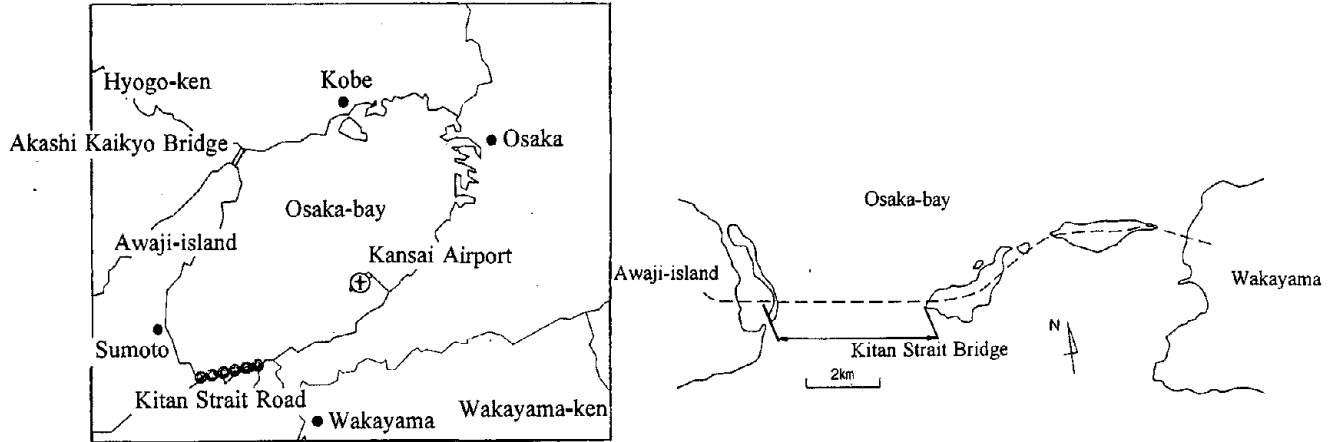 Hyogo-ken
Kobe
Akashi Kaikyo Bridge
Osaka
Osaka-bay
Awaji-island
Kansai Airport
Sumoto
Kitan Strait Road
Wakayama
Wakayama-ken
Osaka-bay
Awaji-island
Wakayama
N
Kitan Strait Bridge
2km